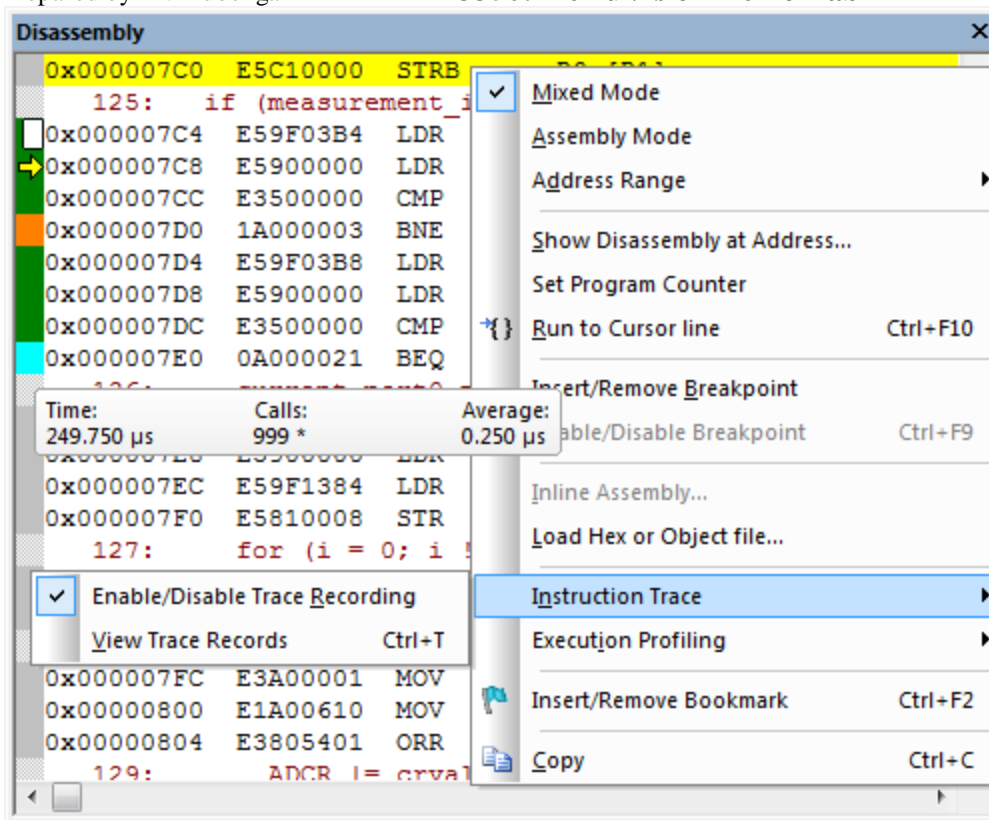 Disassembly
0x000007C0 E5C10000 STRB
125: if (measurement_i
0x000007C4 E59F03B4 LDR
0x000007C8 E5900000 LDR
0x000007CC E3500000 CMP
0x000007D0 1A000003 BNE
0x000007D4 E59F03B8 LDR
0x000007D8 E5900000 LDR
0x000007DC E3500000 CMP
0x000007E0 0A000021 BEQ
Time: Calls: Average:
249.750 µs 999 * 0.250 µs
0x000007EC E59F1384 LDR
0x000007F0 E5810008 STR
127: for (i = 0; i !
Enable/Disable Trace Recording
View Trace Records Ctrl+T
0x000007FC E3A00001 MOV
0x00000800 E1A00610 MOV
0x00000804 E3805401 ORR
129: ADCR |= crval
Mixed Mode
Assembly Mode
Address Range
Show Disassembly at Address...
Set Program Counter
{} Run to Cursor line Ctrl+F10
Insert/Remove Breakpoint
Enable/Disable Breakpoint Ctrl+F9
Inline Assembly...
Load Hex or Object file...
Instruction Trace
Execution Profiling
Insert/Remove Bookmark Ctrl+F2
Copy Ctrl+C